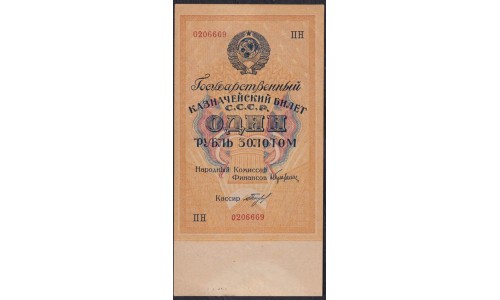 0206669 ПН
Государственный
КАЗНАЧЕЙСКИЙ БИЛЕТ
С.С.С.Р.
ОДИН
РУБЛЬ ЗОЛОТОМ
Народный Комиссар
Финансов
Кассир
ПН 0206669